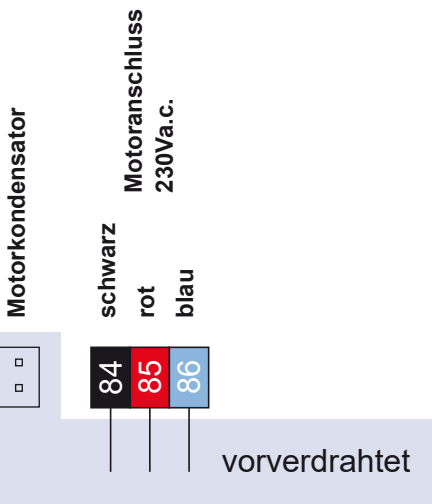 Motorkondensator
schwarz
rot
blau
Motoranschluss
230Va.c.
84
85
86
vorverdrahtet